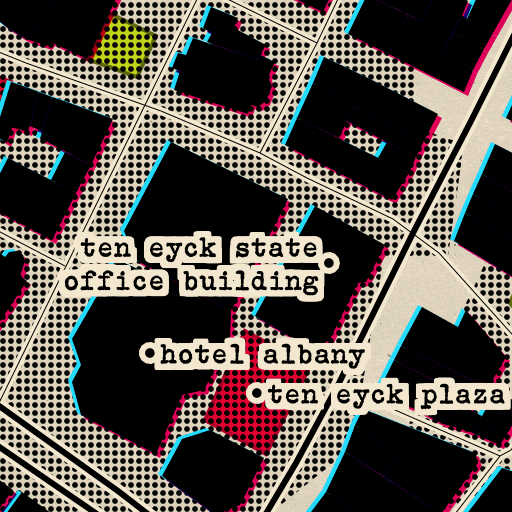 ten eyck state
office building
hotel albany
ten eyck plaza